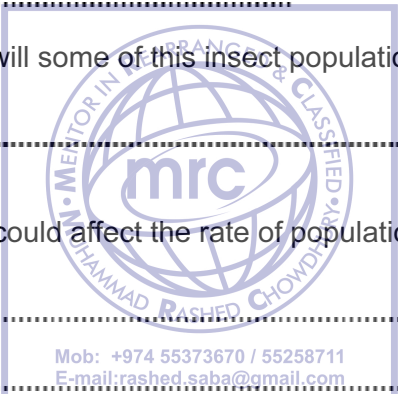 will some of this insect populatio
MENTOR IN REARRANGED & CLASSIFIED
mrc
could affect the rate of populatio
MUHAMMAD RASHED CHOWDHURY
Mob: +974 55373670 / 55258711
E-mail:rashed.saba@gmail.com